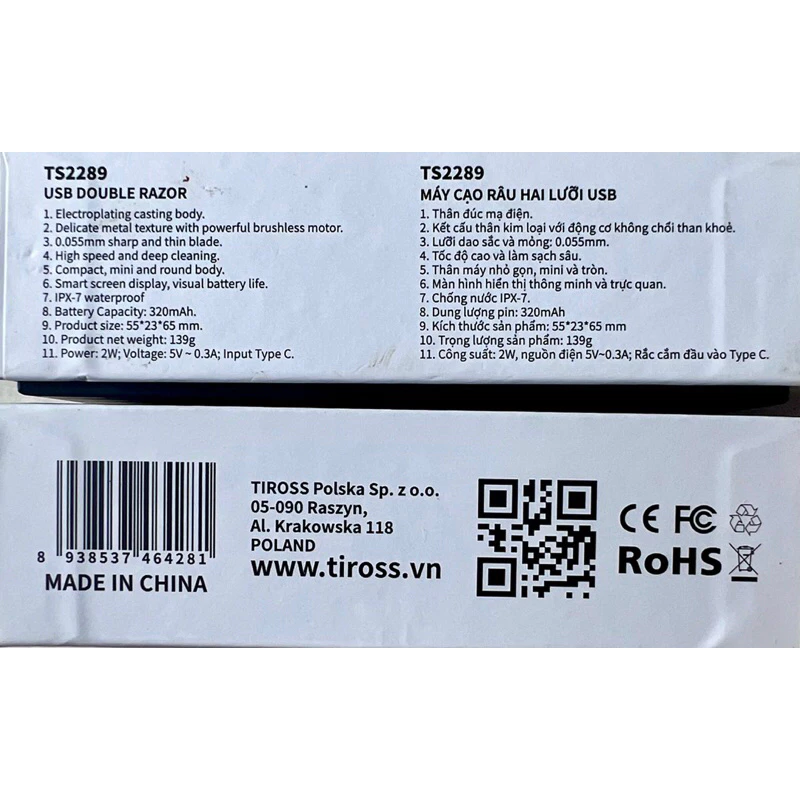 TS2289
USB DOUBLE RAZOR
1. Electroplating casting body.
2. Delicate metal texture with powerful brushless motor.
3. 0.055mm sharp and thin blade.
4. High speed and deep cleaning.
5. Compact, mini and round body.
6. Smart screen display, visual battery life.
7. IPX-7 waterproof
8. Battery Capacity: 320mAh.
9. Product size: 55*23*65 mm.
10. Product net weight: 139g
11. Power: 2W; Voltage: 5V ~ 0.3A; Input Type C.
TS2289
MÁY CẠO RÂU HAI LƯỠI USB
1. Thân đúc mạ điện.
2. Kết cấu thân kim loại với động cơ không chổi than khoẻ.
3. Lưỡi dao sắc và mỏng: 0.055mm.
4. Tốc độ cao và làm sạch sâu.
5. Thân máy nhỏ gọn, mini và tròn.
6. Màn hình hiển thị thông minh và trực quan.
7. Chống nước IPX-7.
8. Dung lượng pin: 320mAh
9. Kích thước sản phẩm: 55*23*65 mm
10. Trọng lượng sản phẩm: 139g
11. Công suất: 2W, nguồn điện 5V~0.3A; Rắc cắm đầu vào Type C.
8 938537 464281
MADE IN CHINA
TIROSS Polska Sp. z o.o.
05-090 Raszyn,
Al. Krakowska 118
POLAND
www.tiross.vn
CE FC
RoHS